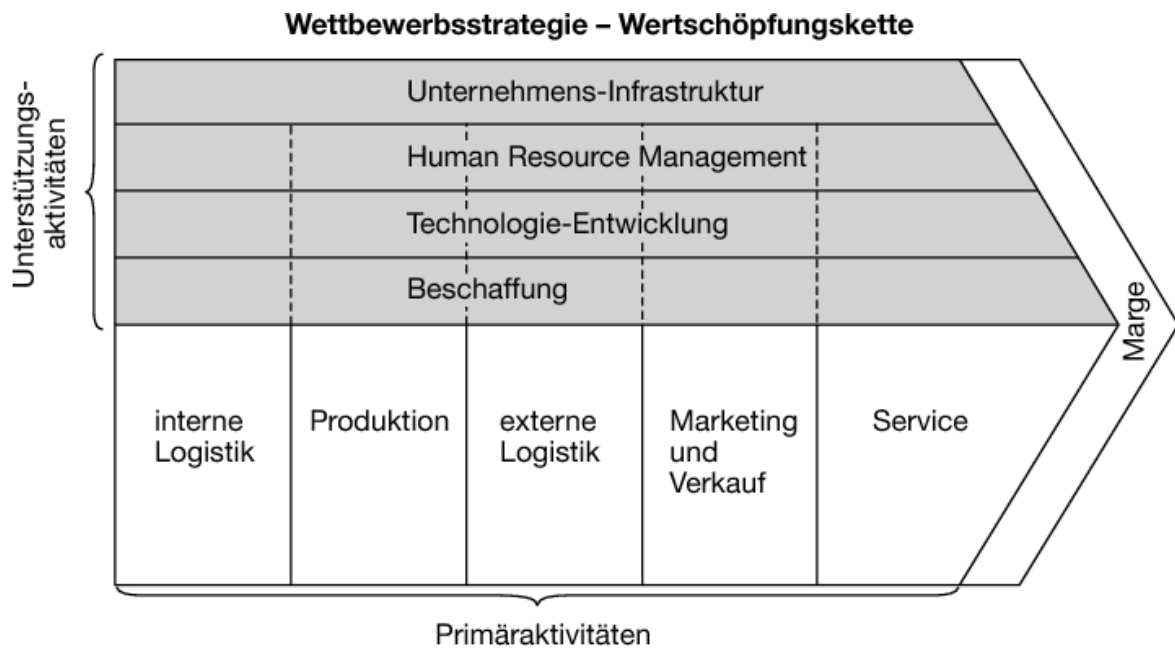 Wettbewerbsstrategie – Wertschöpfungskette
Unterstützungs-
aktivitäten
Unternehmens-Infrastruktur
Human Resource Management
Technologie-Entwicklung
Beschaffung
interne
Logistik
Produktion
externe
Logistik
Marketing
und
Verkauf
Service
Marge
Primäraktivitäten